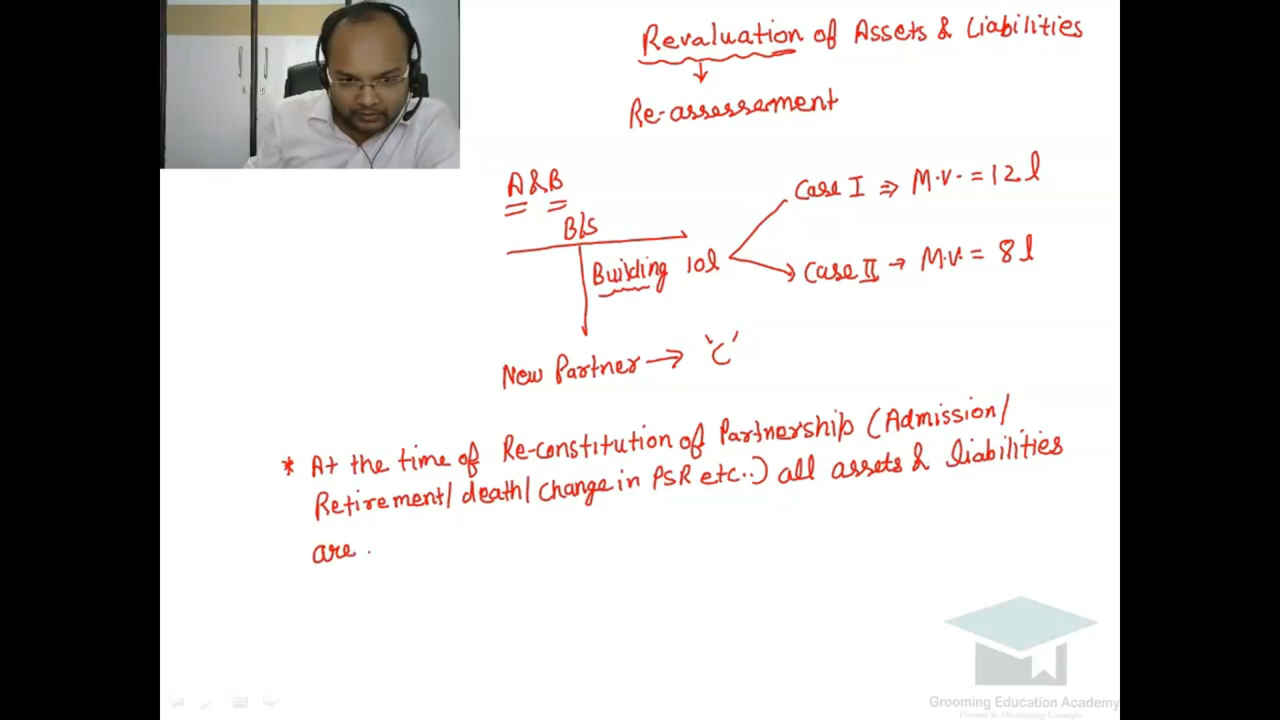 Revaluation of Assets & Liabilities
Re-assessement
A&B
B/S
Building 10l
Case I ⇒ M.V. = 12 l
Case II → M.V. = 8 l
New Partner → 'C'
* At the time of Re-constitution of Partnership (Admission/
Retirement/ death/ change in PSR etc..) all assets & liabilities
are .
Grooming Education Academy